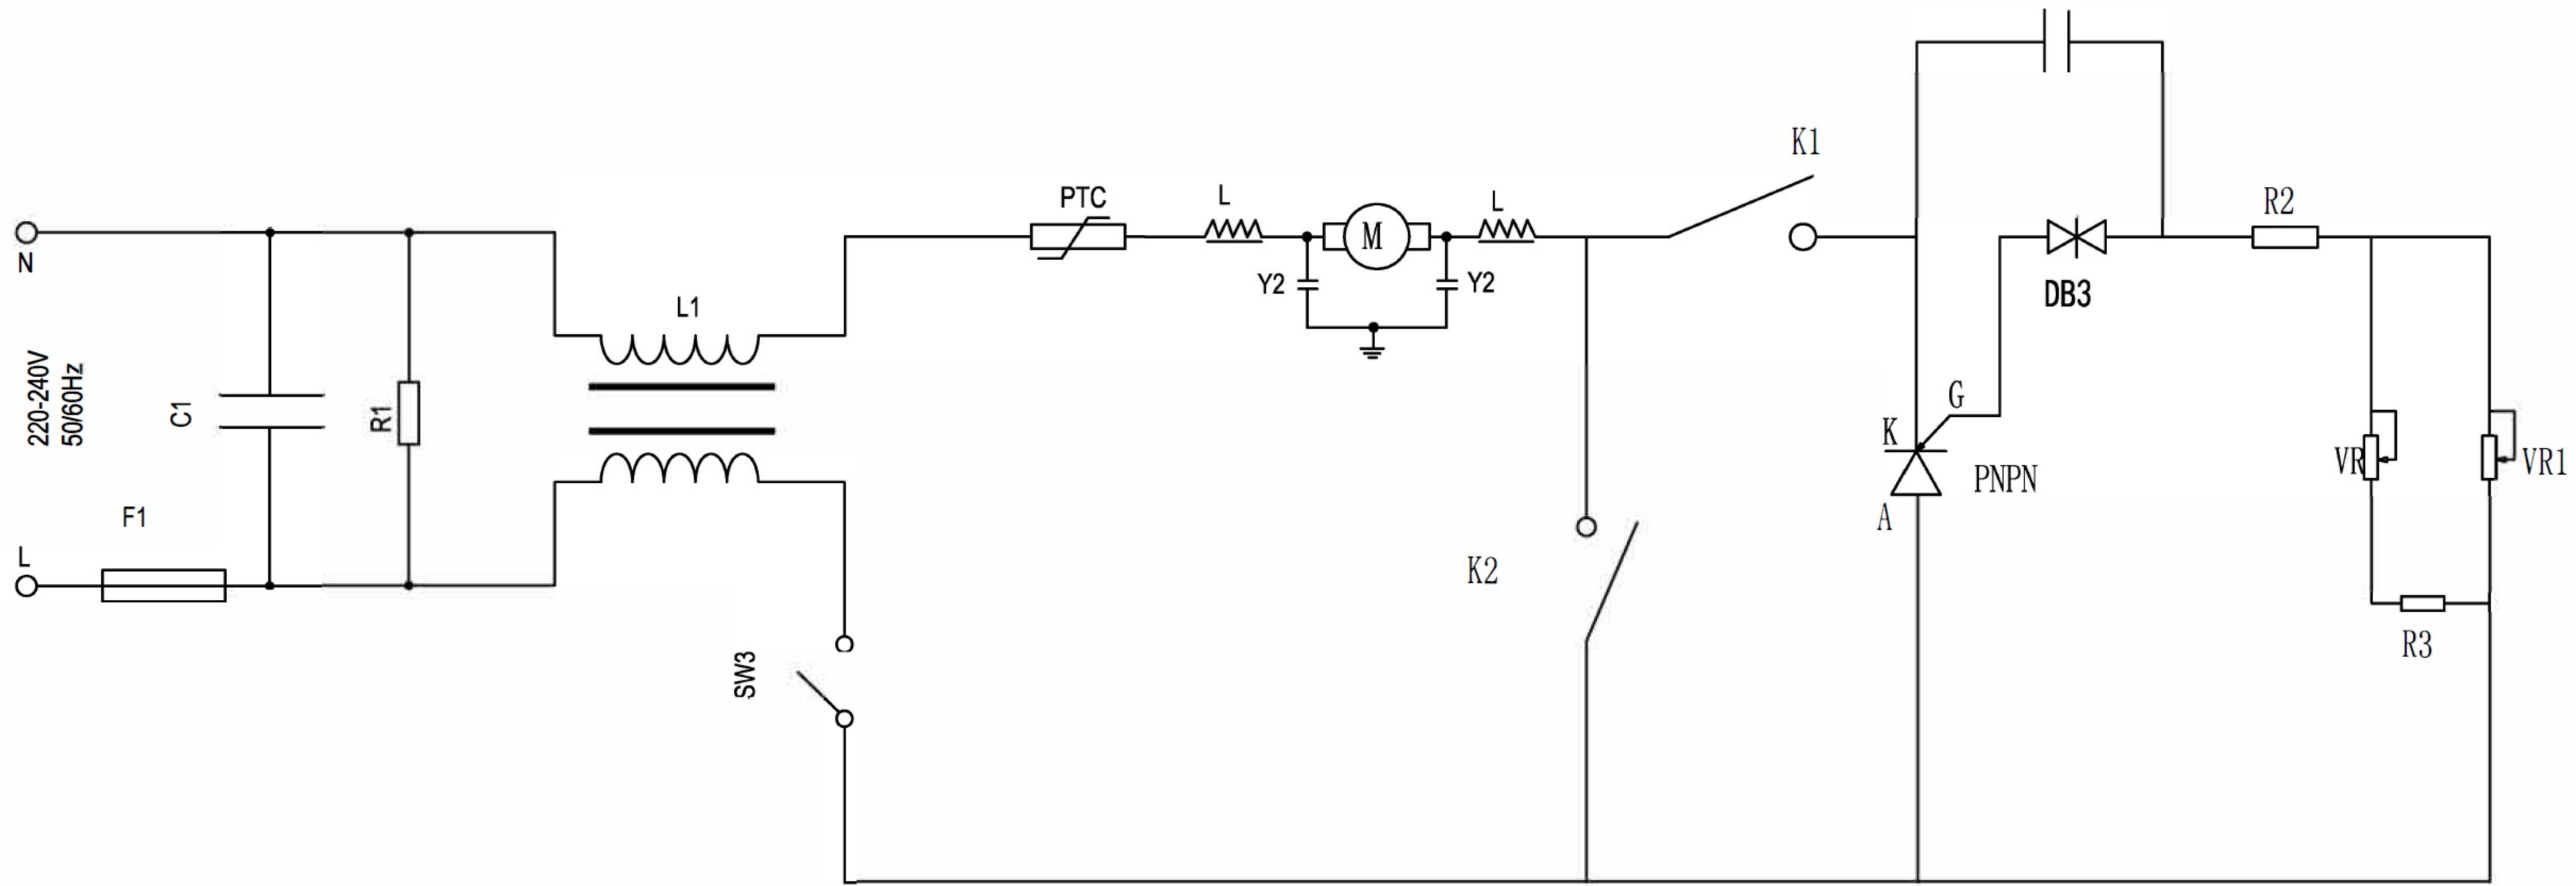 N
220-240V
50/60Hz
L
F1
C1
R1
L1
SW3
PTC
L
M
L
Y2
Y2
K1
K2
K
G
A
PNPN
DB3
R2
VR
VR1
R3